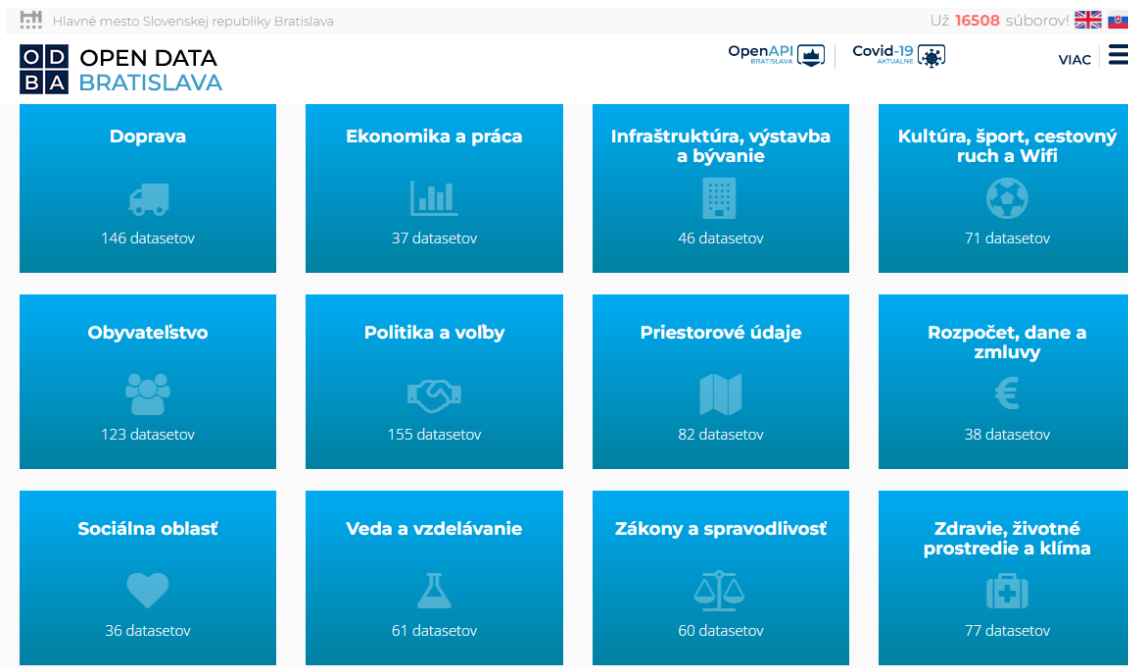 Hlavné mesto Slovenskej republiky Bratislava
Už 16508 súborov!
OD OPEN DATA
BA BRATISLAVA
OpenAPI
BRATISLAVA
Covid-19
AKTUÁLNE
VIAC
Doprava
146 datasetov
Ekonomika a práca
37 datasetov
Infraštruktúra, výstavba
a bývanie
46 datasetov
Kultúra, šport, cestovný
ruch a Wifi
71 datasetov
Obyvateľstvo
123 datasetov
Politika a voľby
155 datasetov
Priestorové údaje
82 datasetov
Rozpočet, dane a
zmluvy
38 datasetov
Sociálna oblasť
36 datasetov
Veda a vzdelávanie
61 datasetov
Zákony a spravodlivosť
60 datasetov
Zdravie, životné
prostredie a klíma
77 datasetov